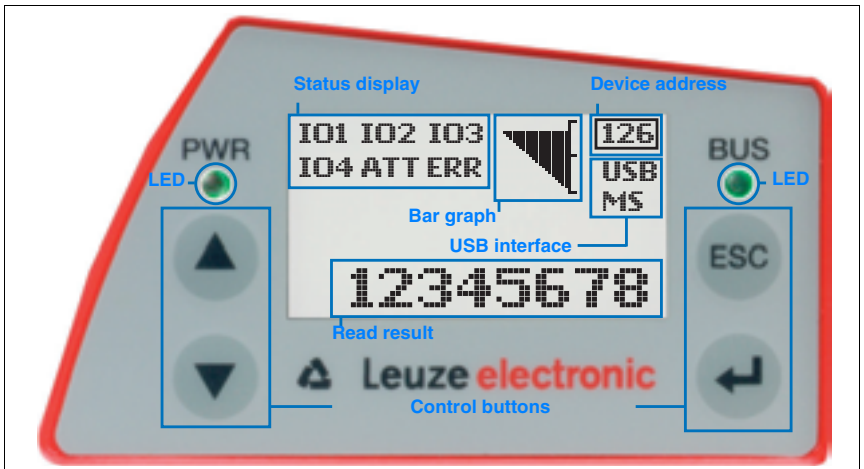 Status display
Device address
IO1 IO2 IO3
126
PWR
BUS
IO4 ATT ERR
USB
LED
LED
MS
Bar graph
USB interface
ESC
12345678
Read result
Leuze electronic
Control buttons